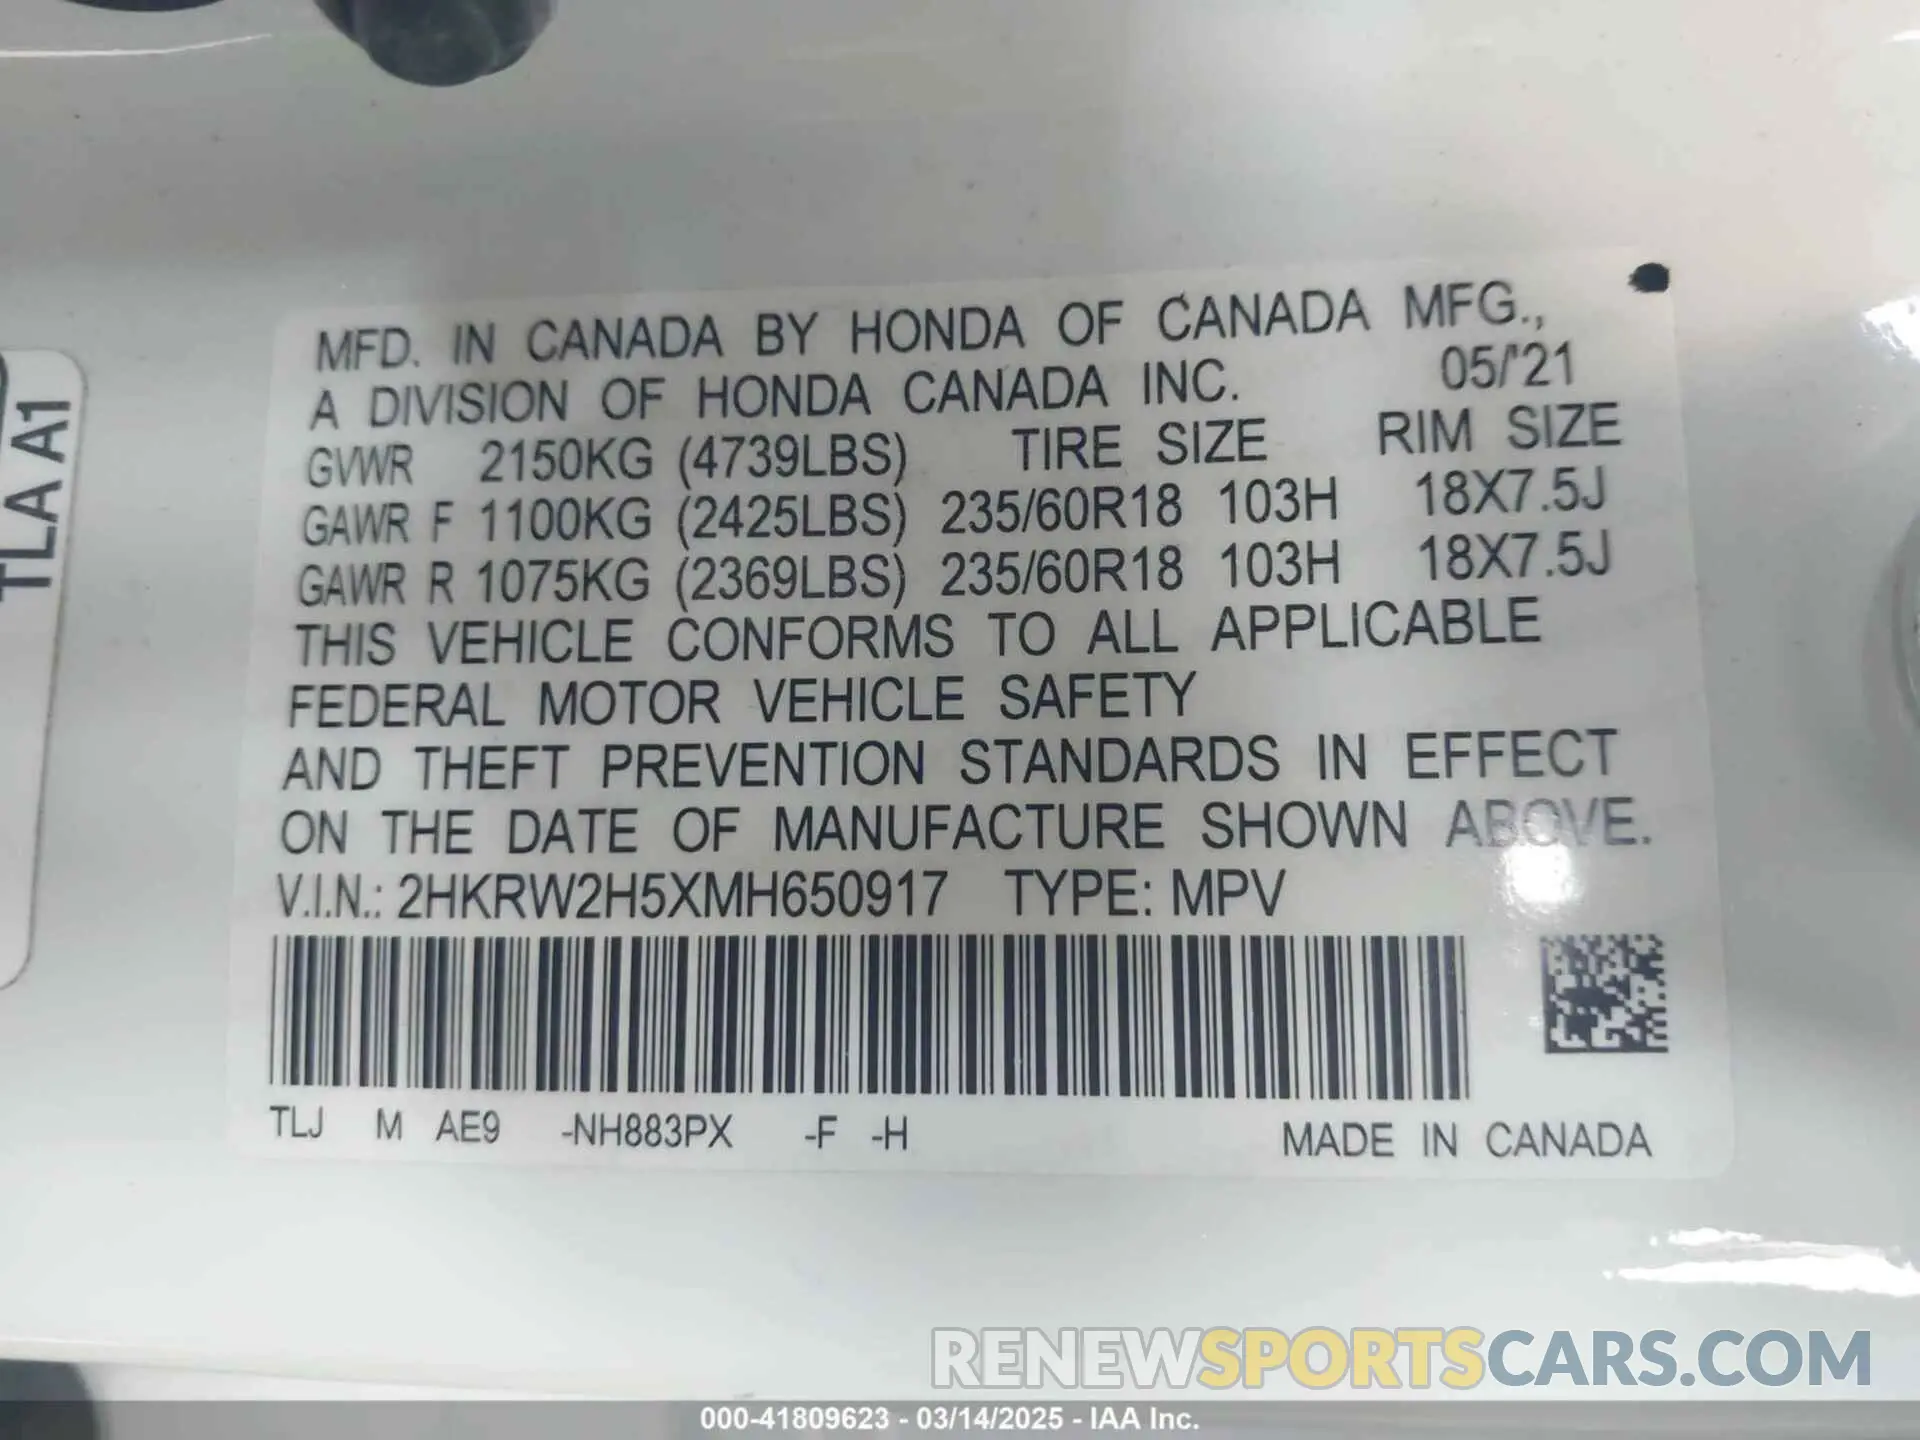 TLA A1
MFD. IN CANADA BY HONDA OF CANADA MFG.,
A DIVISION OF HONDA CANADA INC. 05/'21
GVWR 2150KG (4739LBS) TIRE SIZE RIM SIZE
GAWR F 1100KG (2425LBS) 235/60R18 103H 18X7.5J
GAWR R 1075KG (2369LBS) 235/60R18 103H 18X7.5J
THIS VEHICLE CONFORMS TO ALL APPLICABLE
FEDERAL MOTOR VEHICLE SAFETY
AND THEFT PREVENTION STANDARDS IN EFFECT
ON THE DATE OF MANUFACTURE SHOWN ABOVE.
V.I.N.: 2HKRW2H5XMH650917 TYPE: MPV
TLJ M AE9 -NH883PX -F -H MADE IN CANADA
RENEWSPORTSCARS.COM
000-41809623 - 03/14/2025 - IAA Inc.